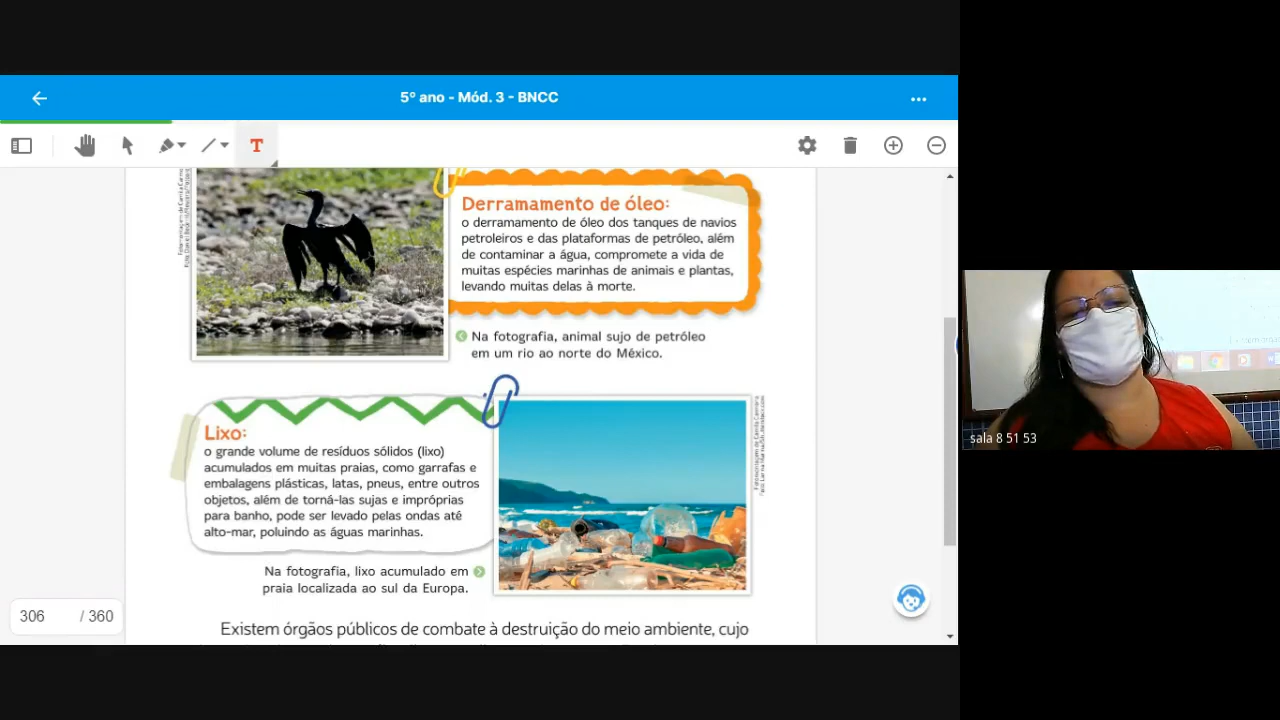 5º ano - Mód. 3 - BNCC
T
Derramamento de óleo:
o derramamento de óleo dos tanques de navios
petroleiros e das plataformas de petróleo, além
de contaminar a água, compromete a vida de
muitas espécies marinhas de animais e plantas,
levando muitas delas à morte.
Na fotografia, animal sujo de petróleo
em um rio ao norte do México.
Lixo:
o grande volume de resíduos sólidos (lixo)
acumulados em muitas praias, como garrafas e
embalagens plásticas, latas, pneus, entre outros
objetos, além de torná-las sujas e impróprias
para banho, pode ser levado pelas ondas até
alto-mar, poluindo as águas marinhas.
Na fotografia, lixo acumulado em
praia localizada ao sul da Europa.
306 / 360
Existem órgãos públicos de combate à destruição do meio ambiente, cujo
sala 8 51 53